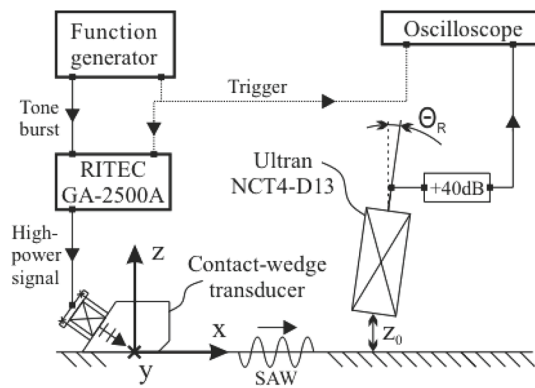 Function
generator
Oscilloscope
Trigger
Tone
burst
Θ_R
Ultran
NCT4-D13
RITEC
GA-2500A
+40dB
High-
power
signal
z
Contact-wedge
transducer
x
z₀
y
SAW